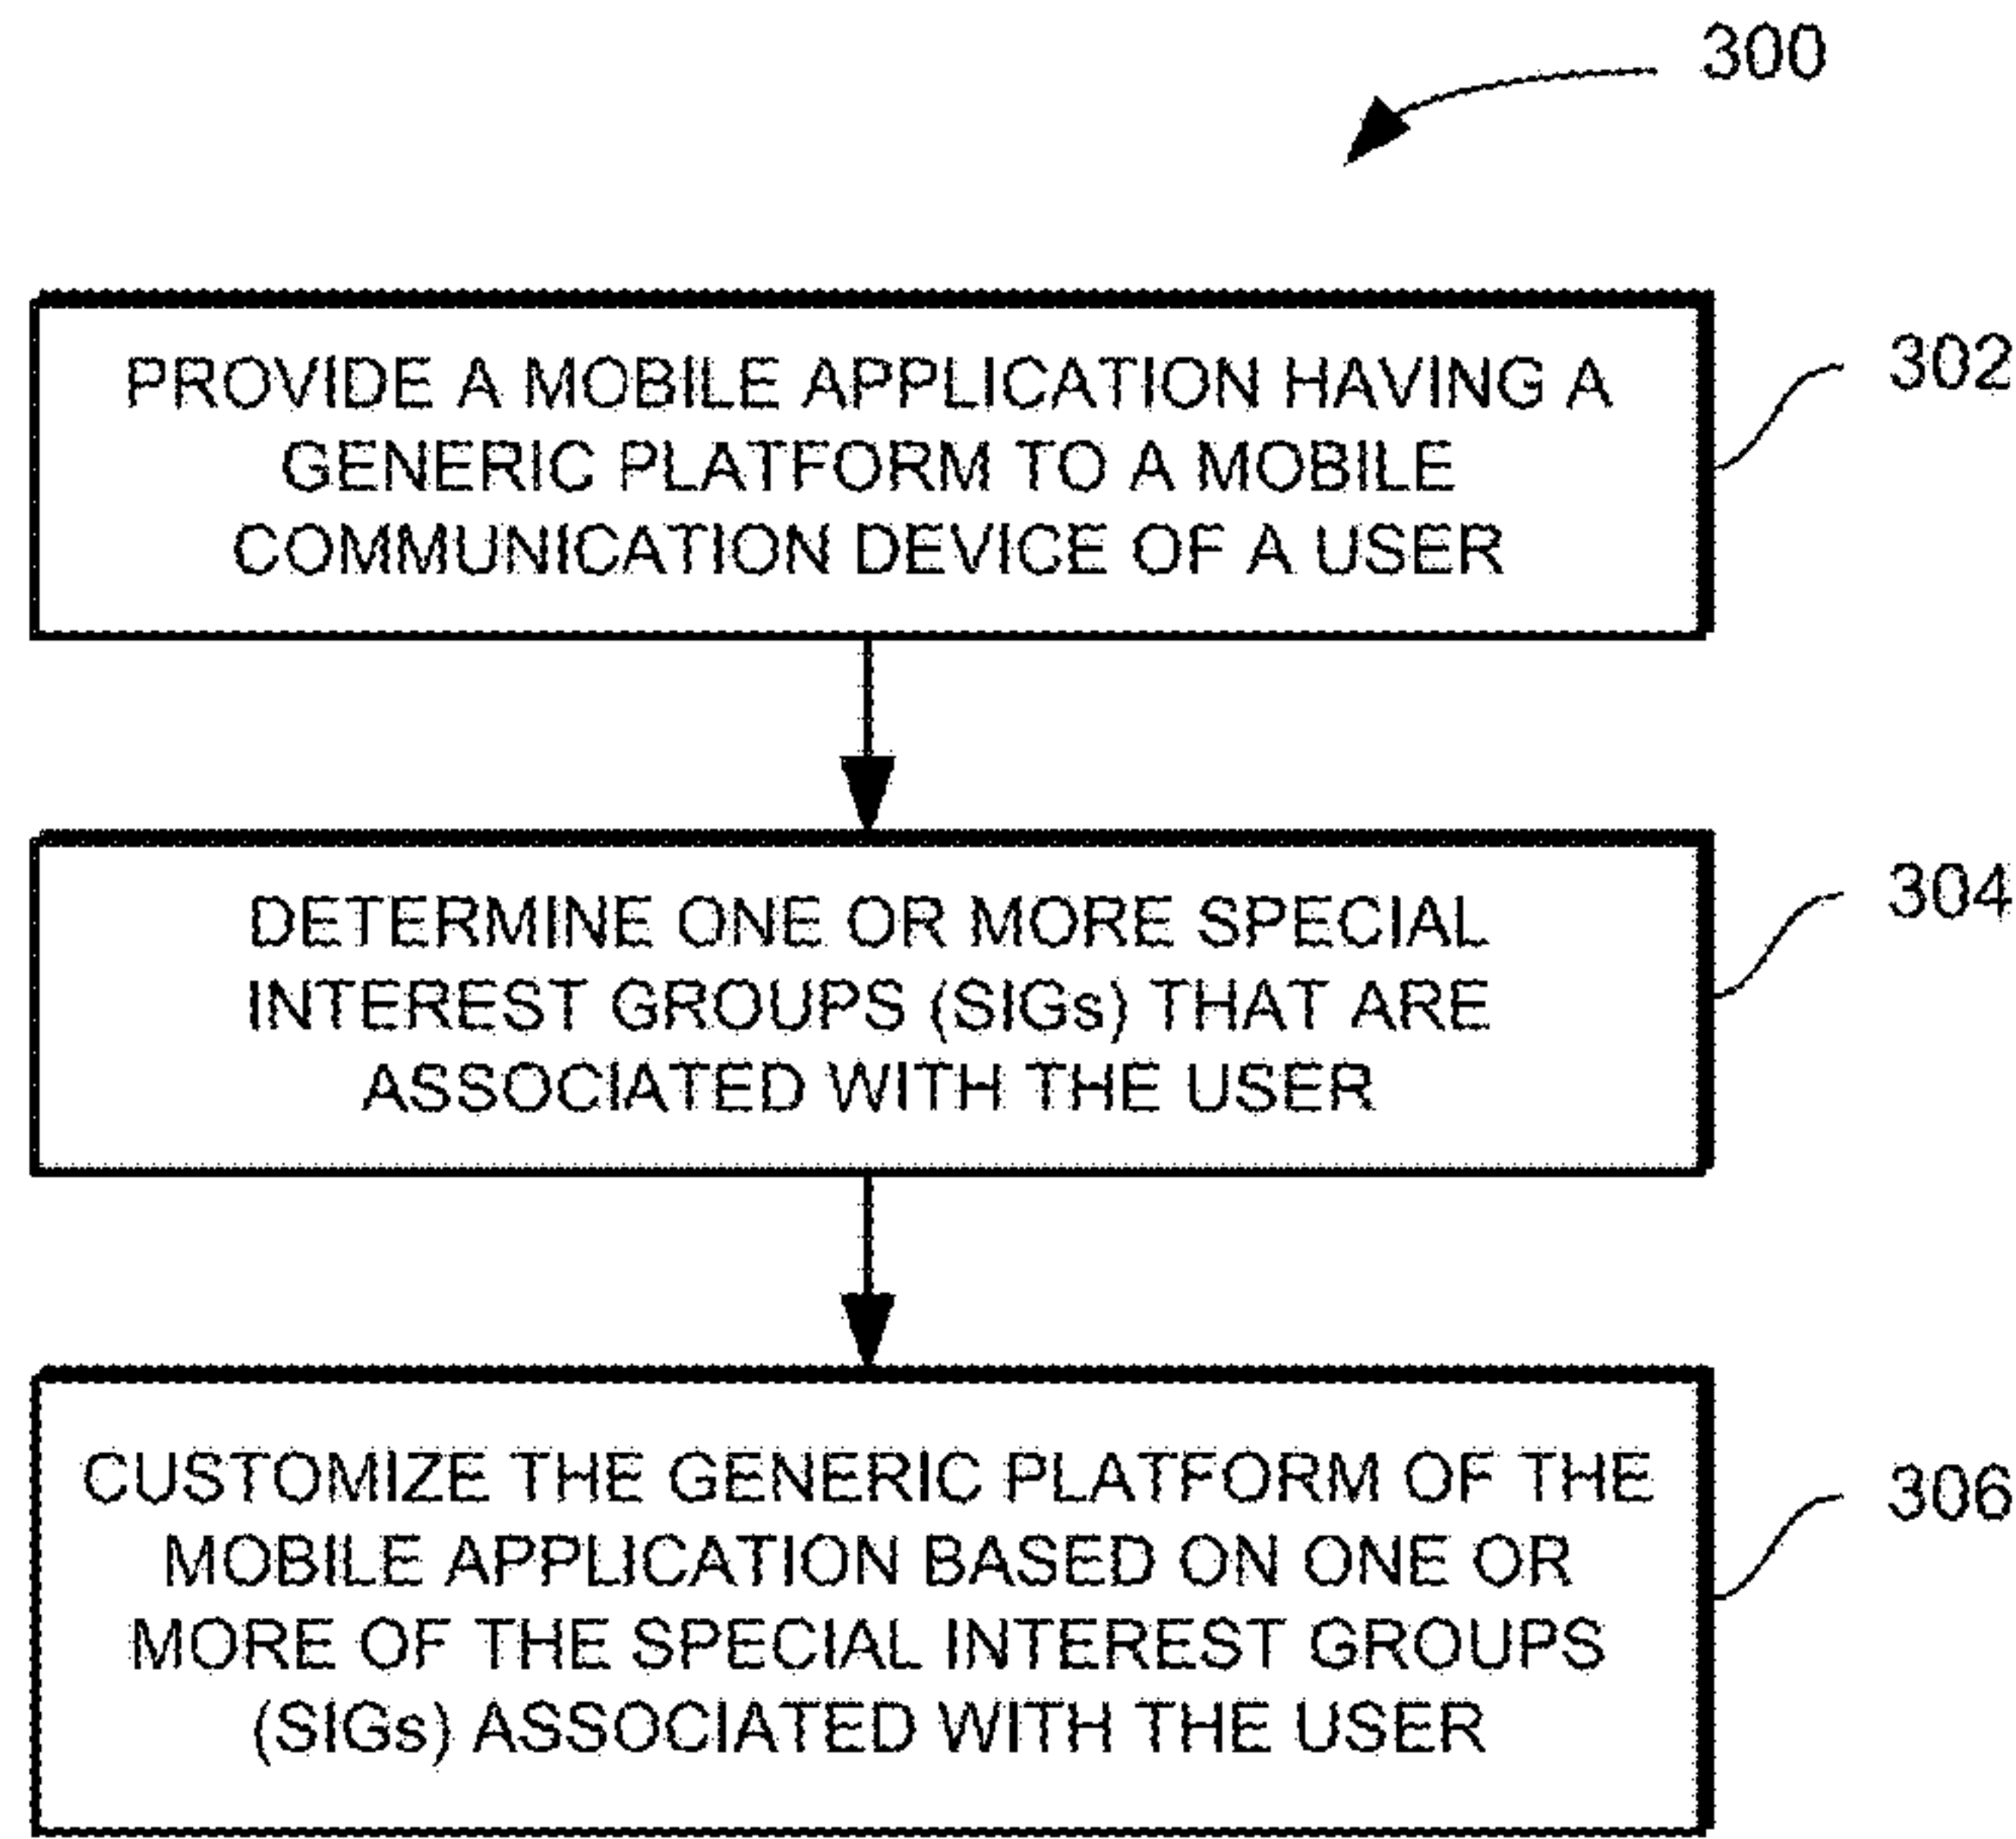 300
PROVIDE A MOBILE APPLICATION HAVING A
GENERIC PLATFORM TO A MOBILE
COMMUNICATION DEVICE OF A USER
302
DETERMINE ONE OR MORE SPECIAL
INTEREST GROUPS (SIGs) THAT ARE
ASSOCIATED WITH THE USER
304
CUSTOMIZE THE GENERIC PLATFORM OF THE
MOBILE APPLICATION BASED ON ONE OR
MORE OF THE SPECIAL INTEREST GROUPS
(SIGs) ASSOCIATED WITH THE USER
306